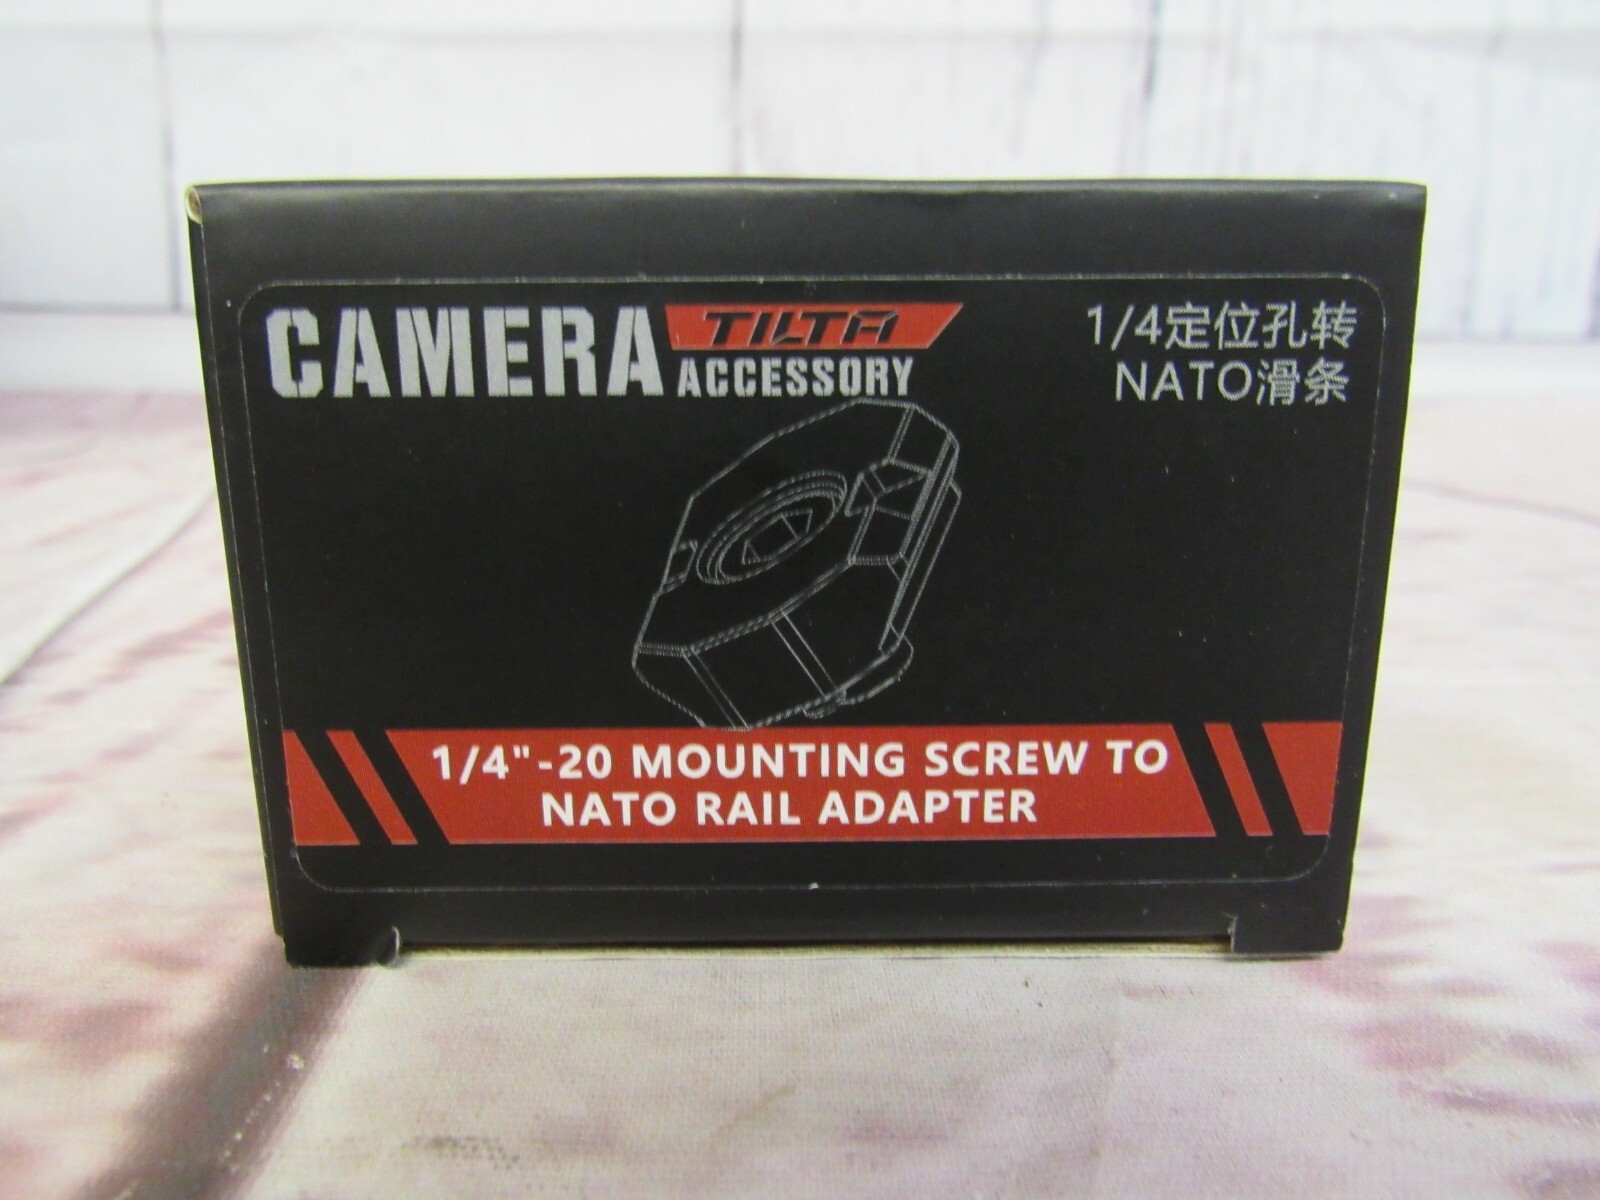 CAMERA TILTA
ACCESSORY
1/4定位孔转
NATO滑条
1/4"-20 MOUNTING SCREW TO
NATO RAIL ADAPTER